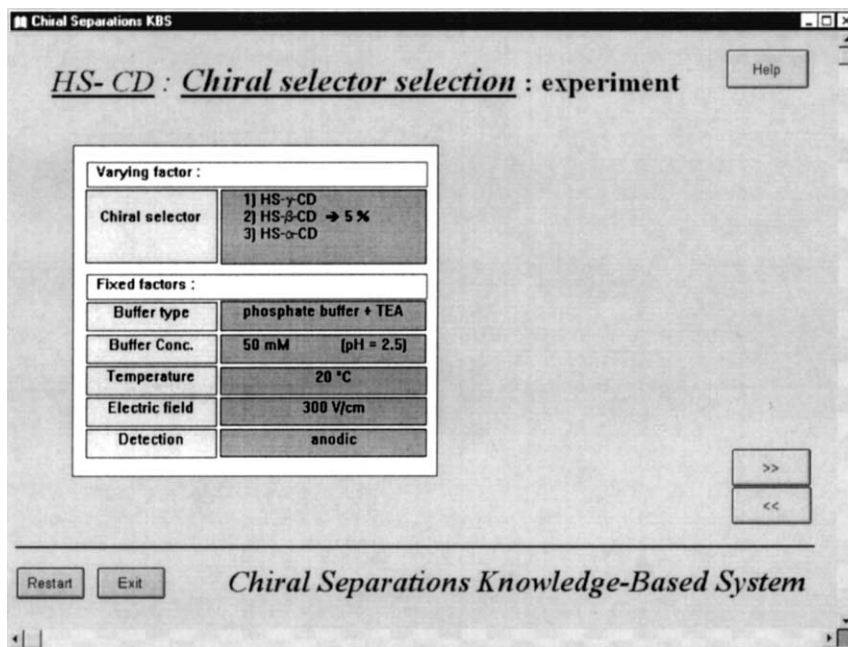 Chiral Separations KBS
HS- CD : Chiral selector selection : experiment
Help
Varying factor :
Chiral selector
1) HS-γ-CD
2) HS-β-CD ➔ 5 %
3) HS-α-CD
Fixed factors :
Buffer type phosphate buffer + TEA
Buffer Conc. 50 mM (pH = 2.5)
Temperature 20 °C
Electric field 300 V/cm
Detection anodic
>>
<<
Restart Exit Chiral Separations Knowledge-Based System